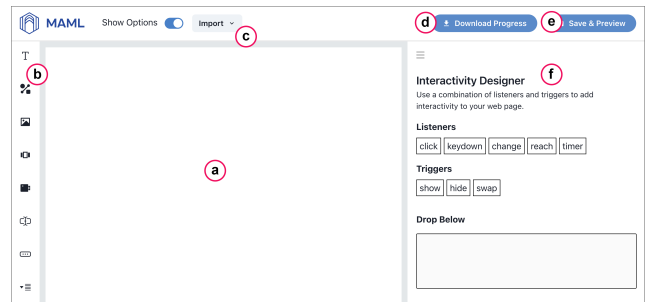 MAML Show Options Import c d Download Progress e Save & Preview
T
b
f
Interactivity Designer
Use a combination of listeners and triggers to add
interactivity to your web page.
Listeners
click keydown change reach timer
a
Triggers
show hide swap
Drop Below